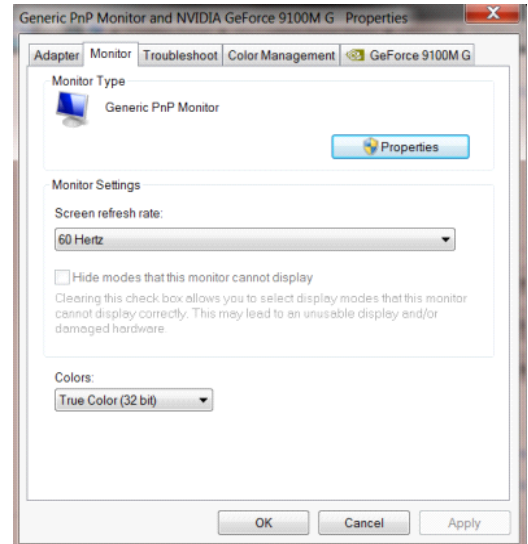 Generic PnP Monitor and NVIDIA GeForce 9100M G Properties
Adapter Monitor Troubleshoot Color Management GeForce 9100M G
Monitor Type
Generic PnP Monitor
Properties
Monitor Settings
Screen refresh rate:
60 Hertz
Hide modes that this monitor cannot display
Clearing this check box allows you to select display modes that this monitor
cannot display correctly. This may lead to an unusable display and/or
damaged hardware.
Colors:
True Color (32 bit)
OK Cancel Apply